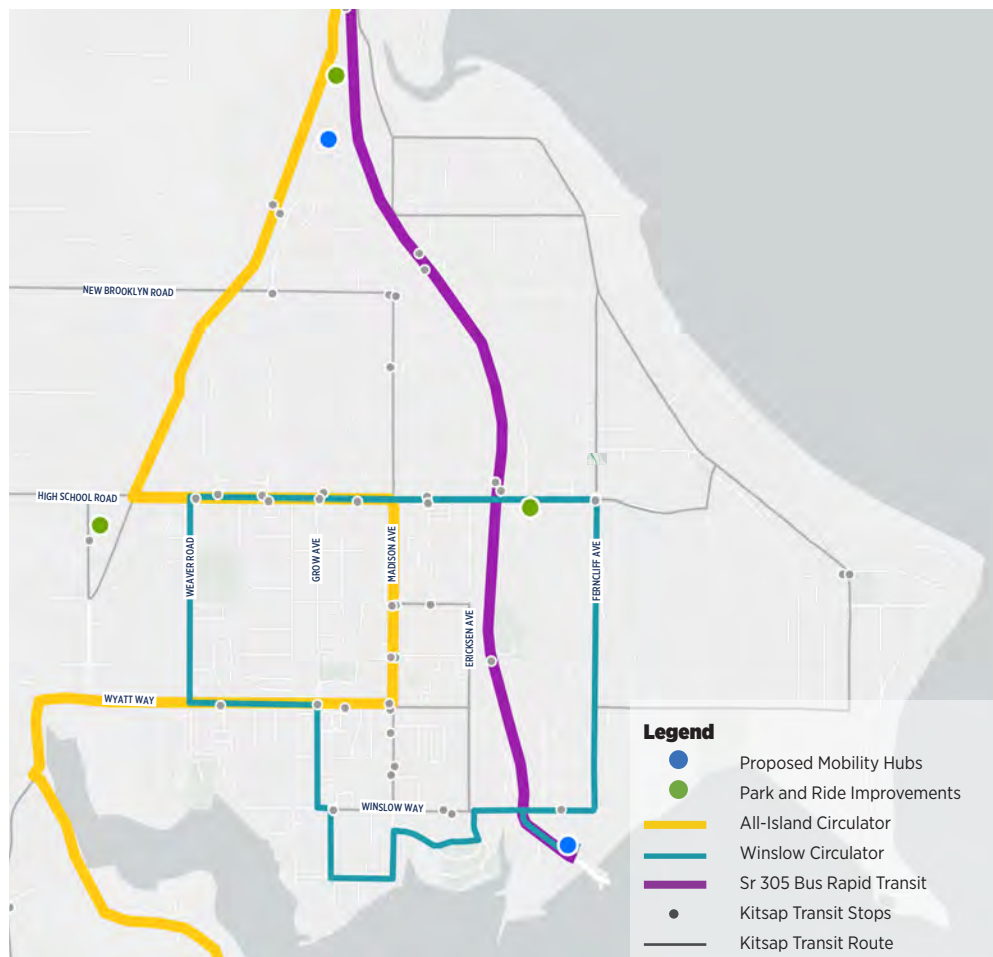 NEW BROOKLYN ROAD
HIGH SCHOOL ROAD
WEAVER ROAD
GROW AVE
MADISON AVE
ERICKSEN AVE
FERNCLIFF AVE
WYATT WAY
WINSLOW WAY
Legend
Proposed Mobility Hubs
Park and Ride Improvements
All-Island Circulator
Winslow Circulator
Sr 305 Bus Rapid Transit
Kitsap Transit Stops
Kitsap Transit Route